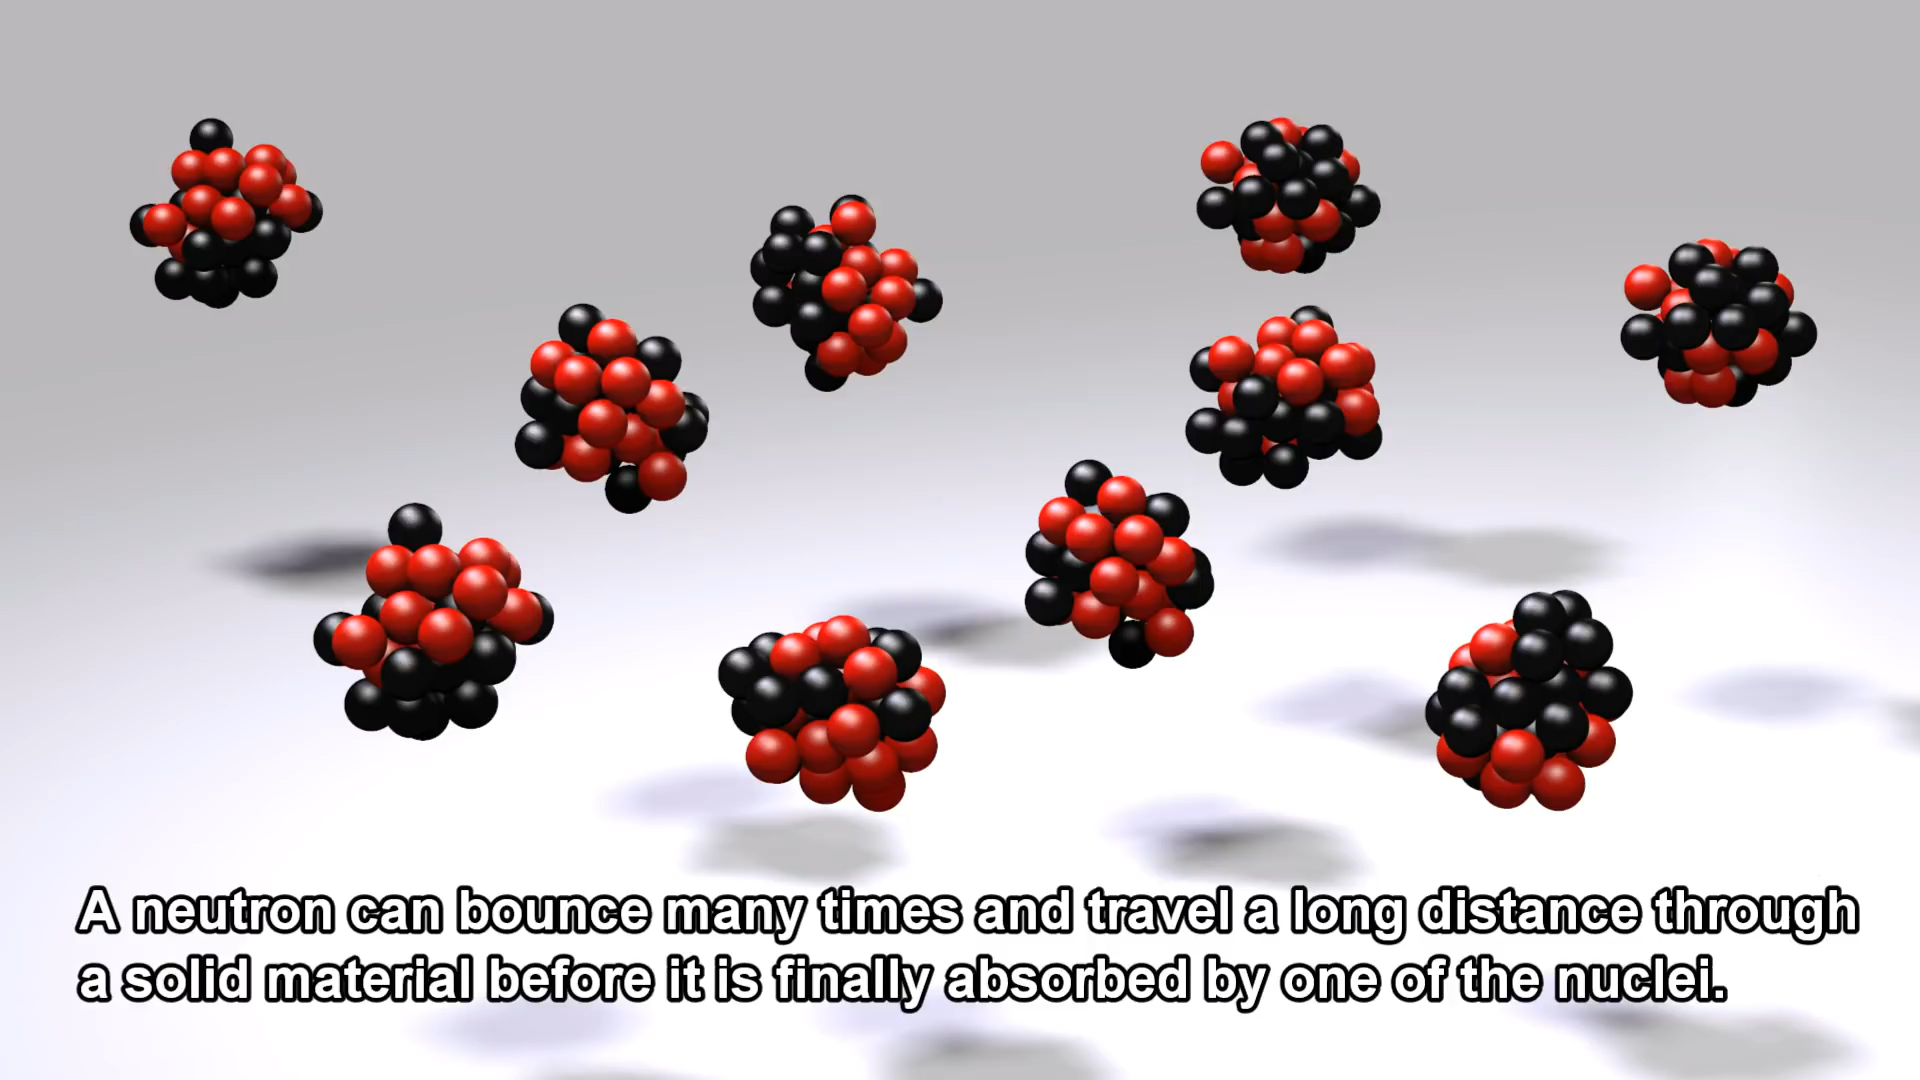 A neutron can bounce many times and travel a long distance through
a solid material before it is finally absorbed by one of the nuclei.